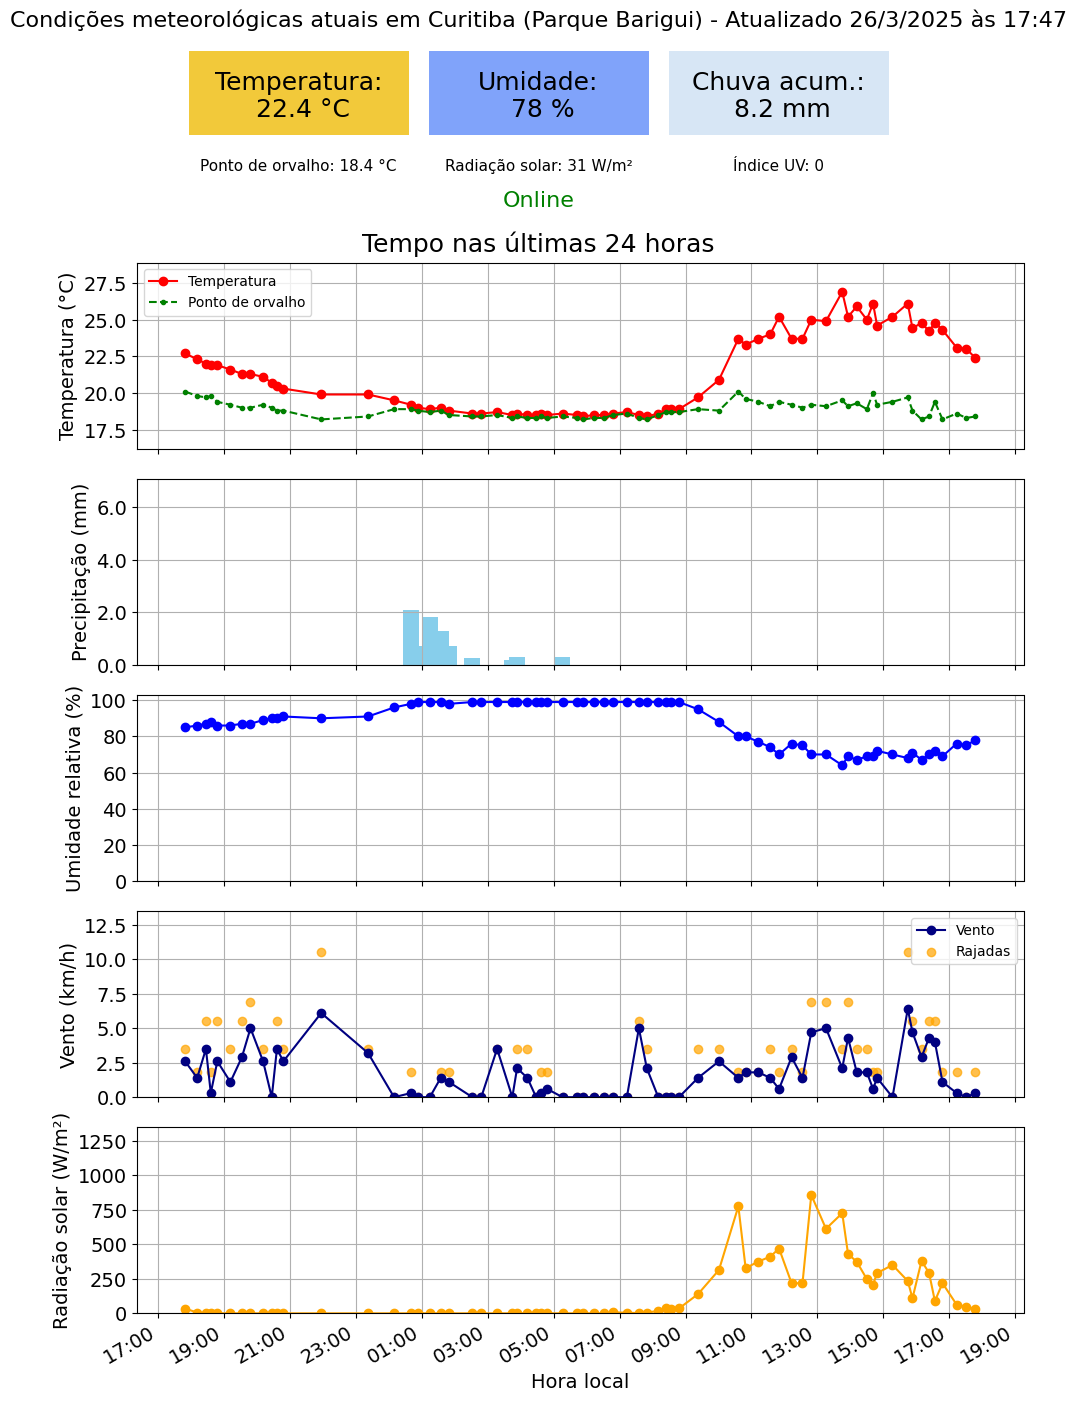 Condições meteorológicas atuais em Curitiba (Parque Barigui) - Atualizado 26/3/2025 às 17:47
Temperatura:
22.4 °C
Umidade:
78 %
Chuva acum.:
8.2 mm
Ponto de orvalho: 18.4 °C
Radiação solar: 31 W/m²
Índice UV: 0
Online
Tempo nas últimas 24 horas
Temperatura (°C)
27.5
25.0
22.5
20.0
17.5
Temperatura
Ponto de orvalho
Precipitação (mm)
6.0
4.0
2.0
0.0
Umidade relativa (%)
100
80
60
40
20
0
Vento (km/h)
12.5
10.0
7.5
5.0
2.5
0.0
Vento
Rajadas
Radiação solar (W/m²)
1250
1000
750
500
250
0
17:00
19:00
21:00
23:00
01:00
03:00
05:00
07:00
09:00
11:00
13:00
15:00
17:00
19:00
Hora local